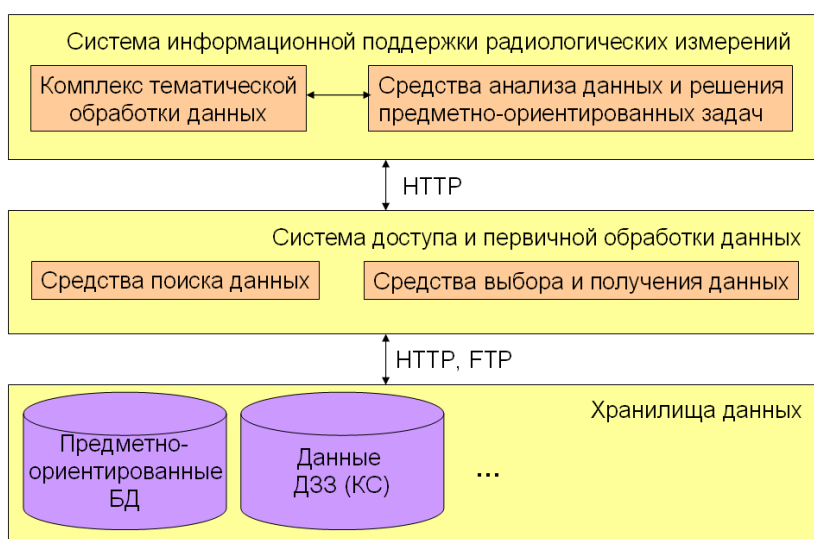 Система информационной поддержки радиологических измерений
Комплекс тематической
обработки данных
Средства анализа данных и решения
предметно-ориентированных задач
HTTP
Система доступа и первичной обработки данных
Средства поиска данных
Средства выбора и получения данных
HTTP, FTP
Хранилища данных
Предметно-
ориентированные
БД
Данные
ДЗЗ (КС)
...